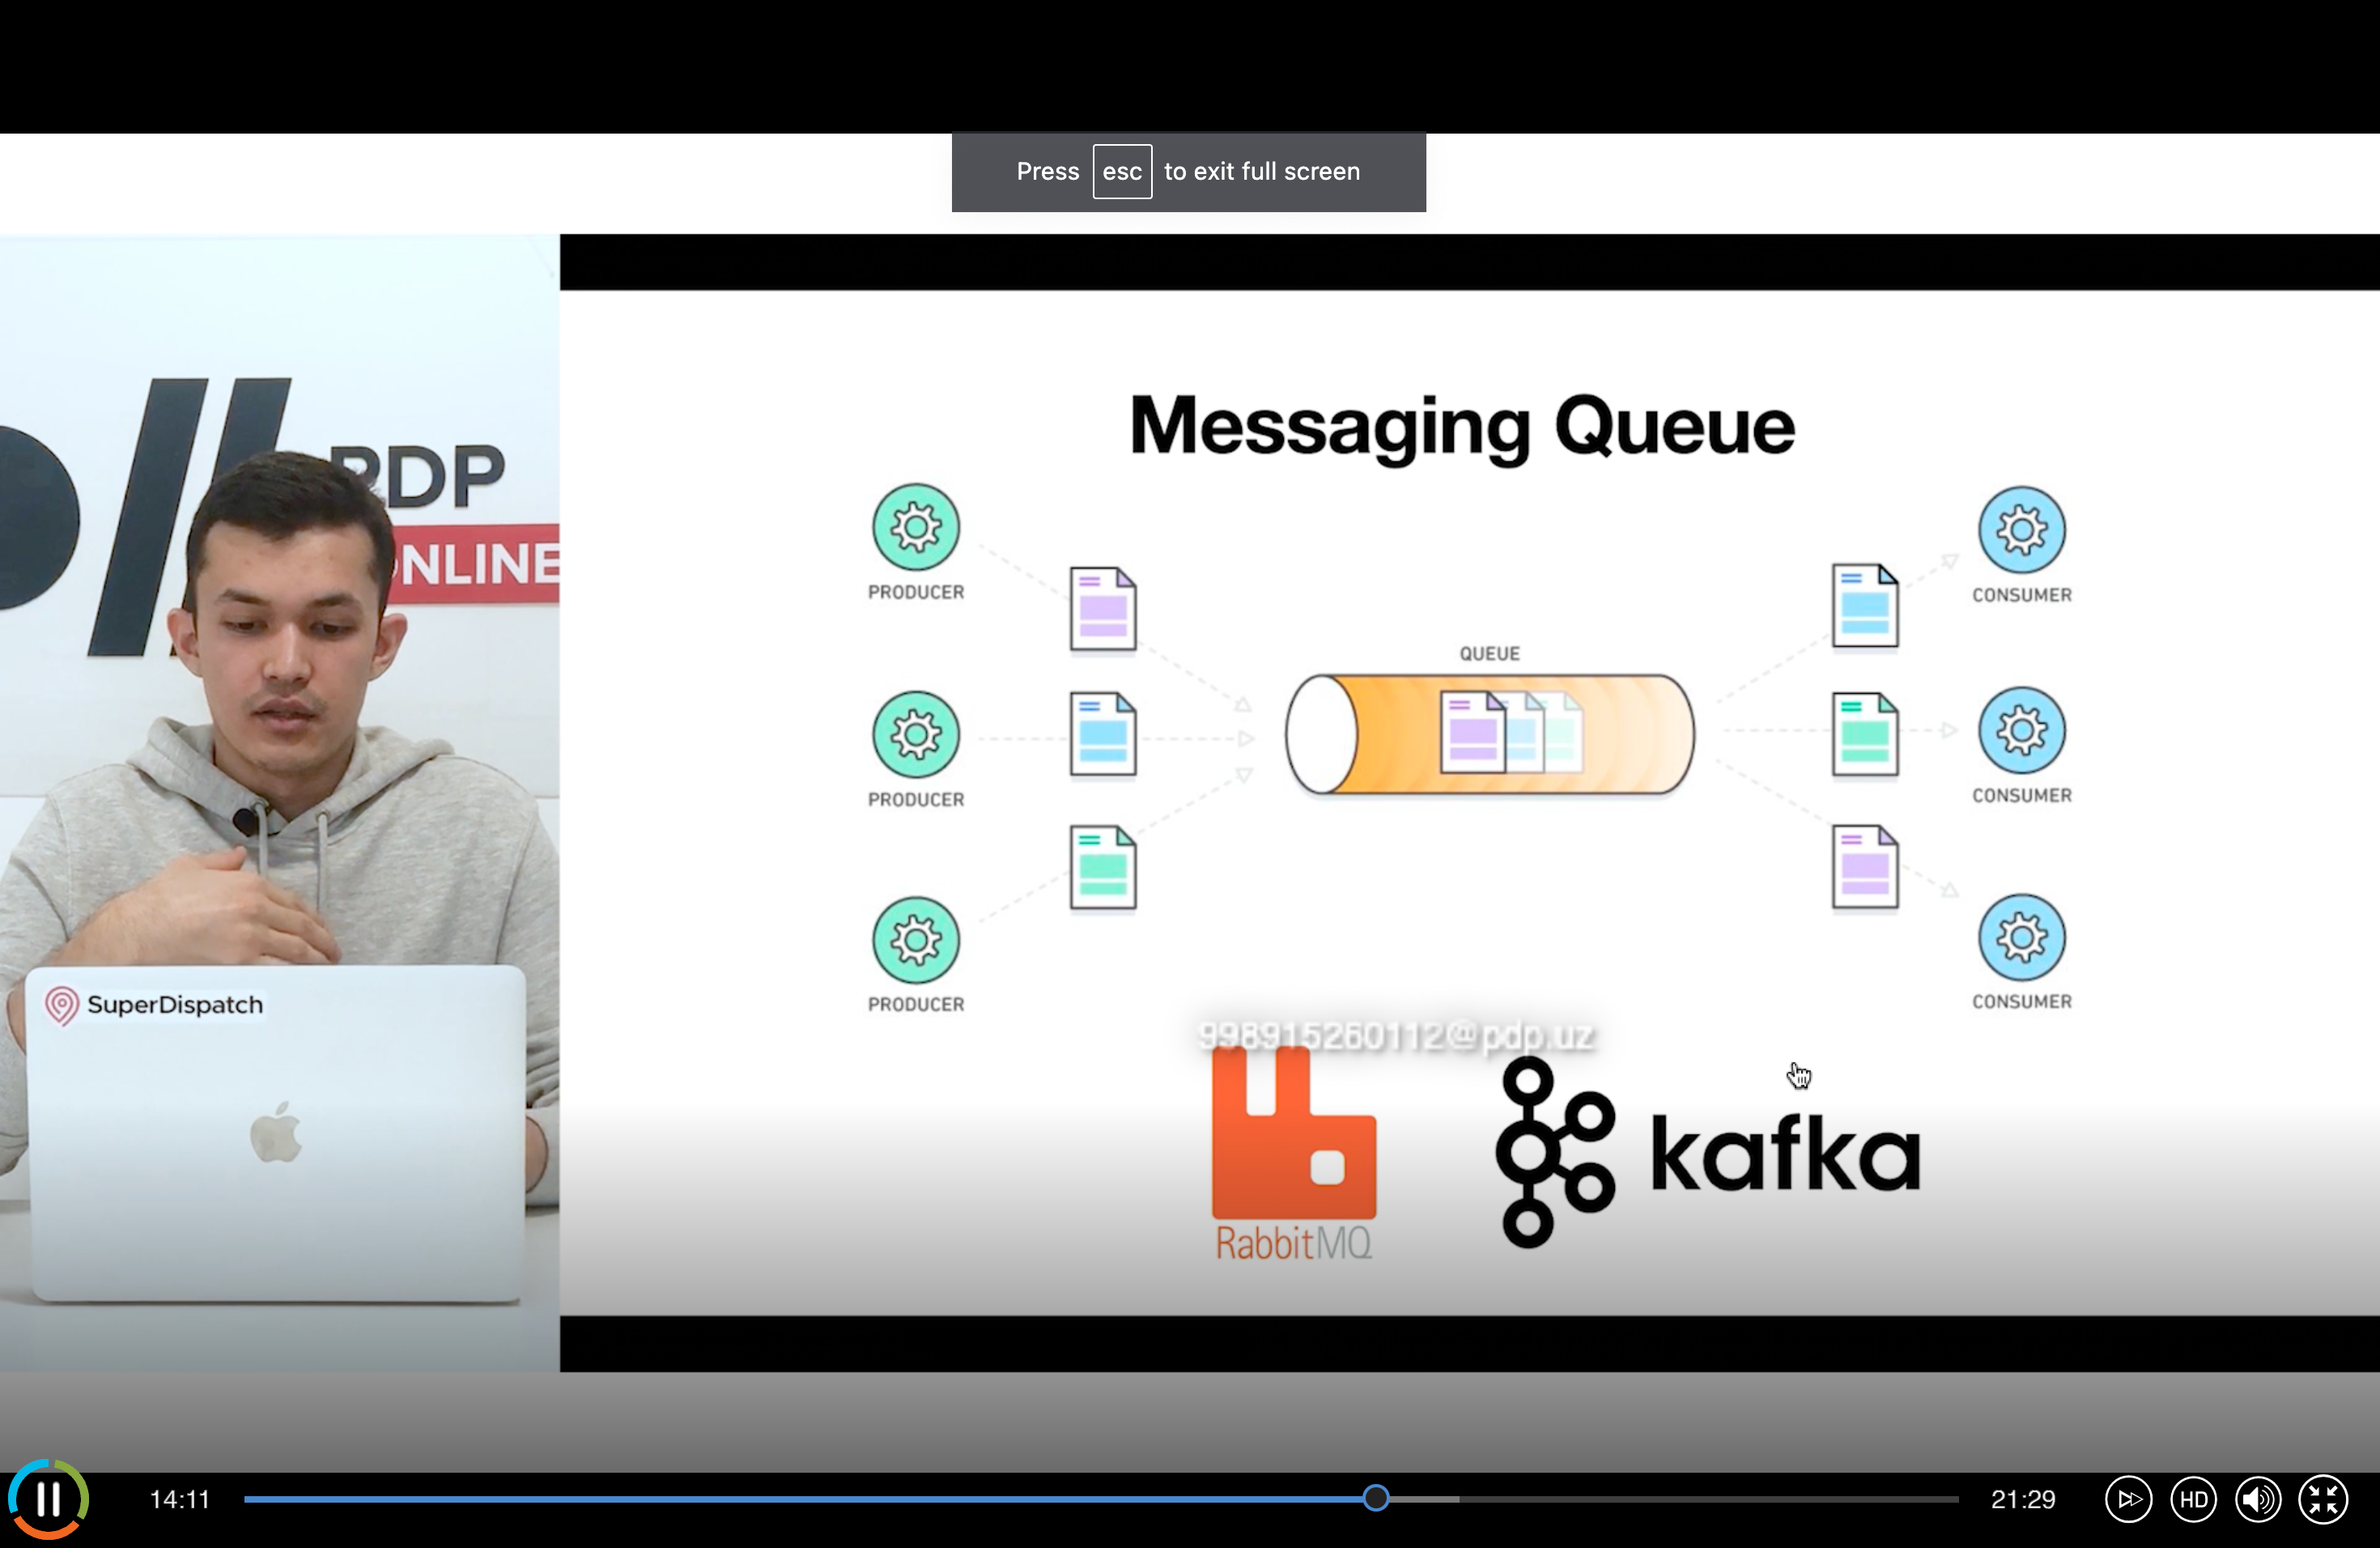 Press esc to exit full screen
PDP
NLINE
SuperDispatch
Messaging Queue
PRODUCER
PRODUCER
PRODUCER
QUEUE
CONSUMER
CONSUMER
CONSUMER
998915260112@pdp.uz
RabbitMQ
kafka
14:11
21:29
HD